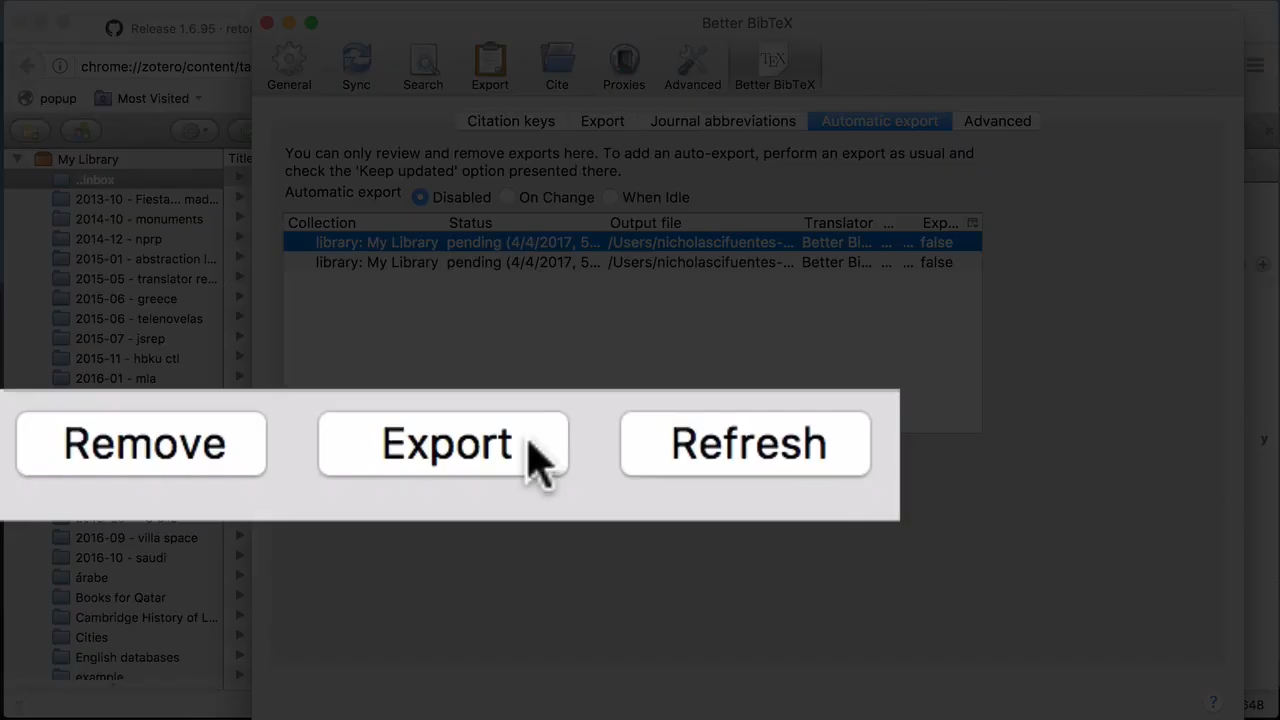 Release 1.6.95 - reto
Better BibTeX
chrome://zotero/content/ta
General Sync Search Export Cite Proxies Advanced Better BibTeX
popup Most Visited
Citation keys Export Journal abbreviations Automatic export Advanced
My Library
Title
..Inbox
2013-10 - Fiesta... mad...
2014-10 - monuments
2014-12 - nprp
2015-01 - abstraction l...
2015-05 - translator re...
2015-06 - greece
2015-06 - telenovelas
2015-07 - jsrep
2015-11 - hbku ctl
2016-01 - mla
You can only review and remove exports here. To add an auto-export, perform an export as usual and
check the 'Keep updated' option presented there.
Automatic export Disabled On Change When Idle
Collection Status Output file Translator ... Exp...
library: My Library pending (4/4/2017, 5... /Users/nicholascifuentes-... Better Bi... ... ... false
library: My Library pending (4/4/2017, 5... /Users/nicholascifuentes-... Better Bi... ... ... false
Remove Export Refresh
y
2016-09 - villa space
2016-10 - saudi
árabe
Books for Qatar
Cambridge History of L...
Cities
English databases
example
?
648